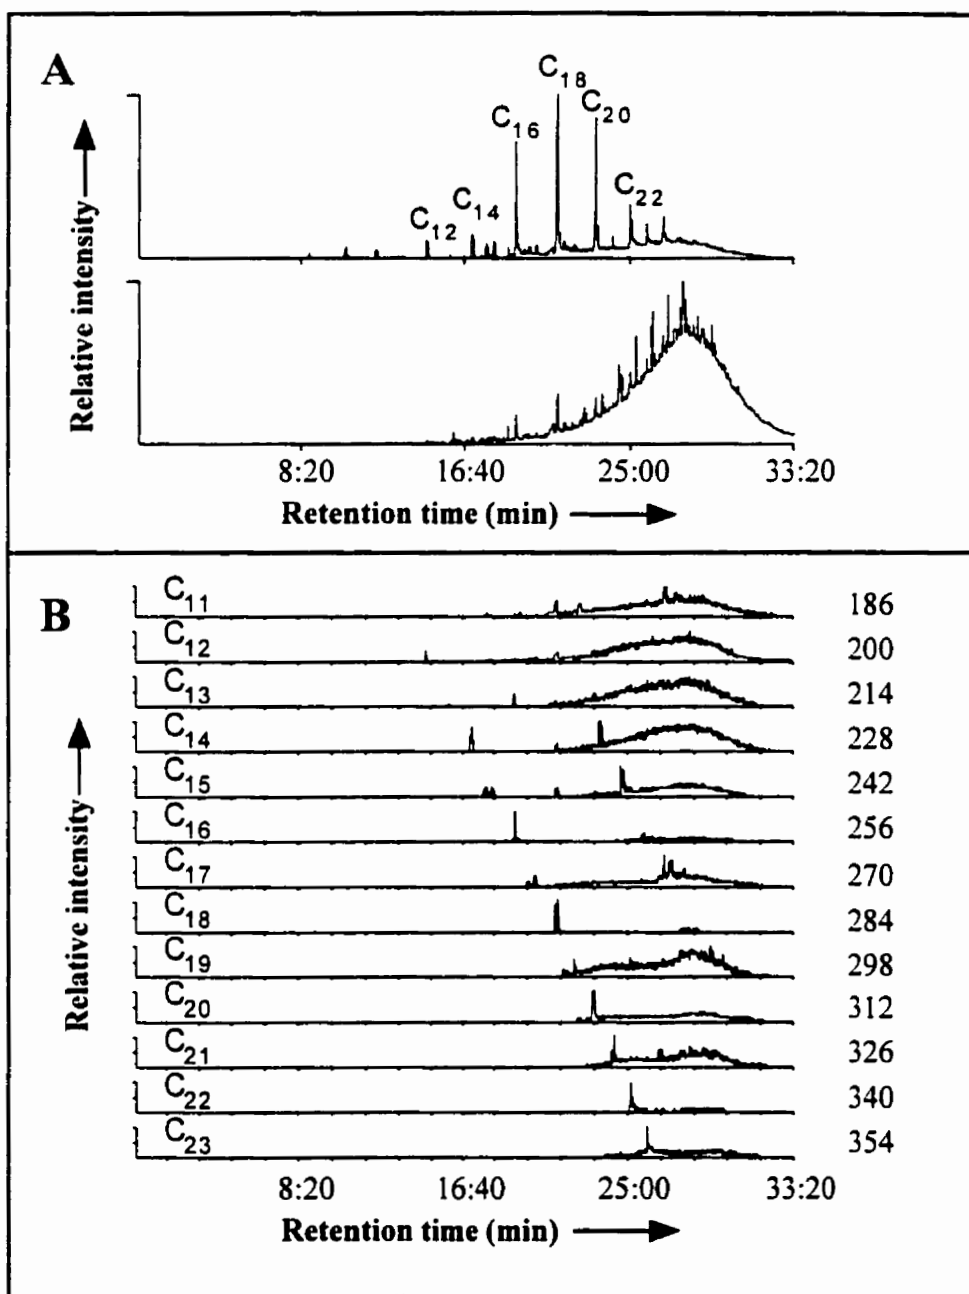 A
Relative intensity
C12
C14
C16
C18
C20
C22
Relative intensity
8:20 16:40 25:00 33:20
Retention time (min)
B
Relative intensity
C11 186
C12 200
C13 214
C14 228
C15 242
C16 256
C17 270
C18 284
C19 298
C20 312
C21 326
C22 340
C23 354
8:20 16:40 25:00 33:20
Retention time (min)